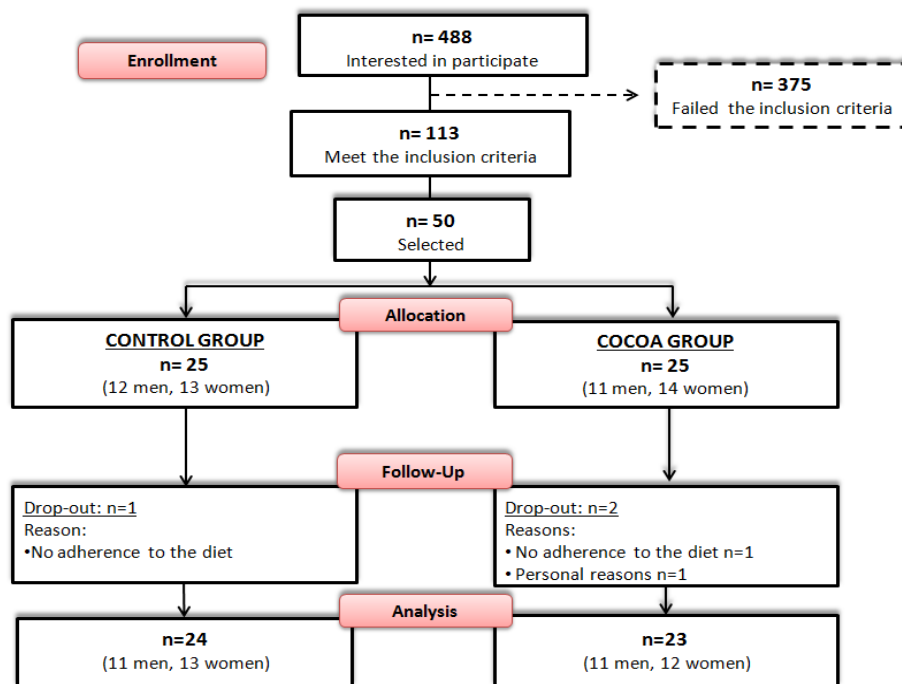 n= 488
Interested in participate
Enrollment
n= 375
Failed the inclusion criteria
n= 113
Meet the inclusion criteria
n= 50
Selected
Allocation
CONTROL GROUP
n= 25
(12 men, 13 women)
COCOA GROUP
n= 25
(11 men, 14 women)
Follow-Up
Drop-out: n=1
Reason:
•No adherence to the diet
Drop-out: n=2
Reasons:
• No adherence to the diet n=1
• Personal reasons n=1
Analysis
n=24
(11 men, 13 women)
n=23
(11 men, 12 women)